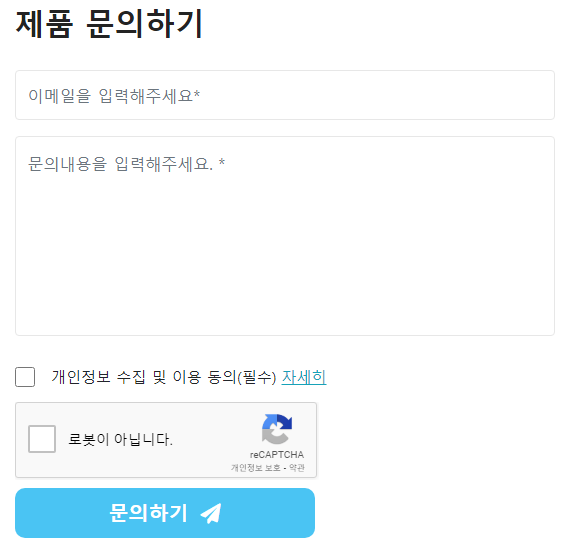 제품 문의하기
이메일을 입력해주세요*
문의내용을 입력해주세요. *
개인정보 수집 및 이용 동의(필수) 자세히
로봇이 아닙니다.
reCAPTCHA
개인정보 보호 - 약관
문의하기